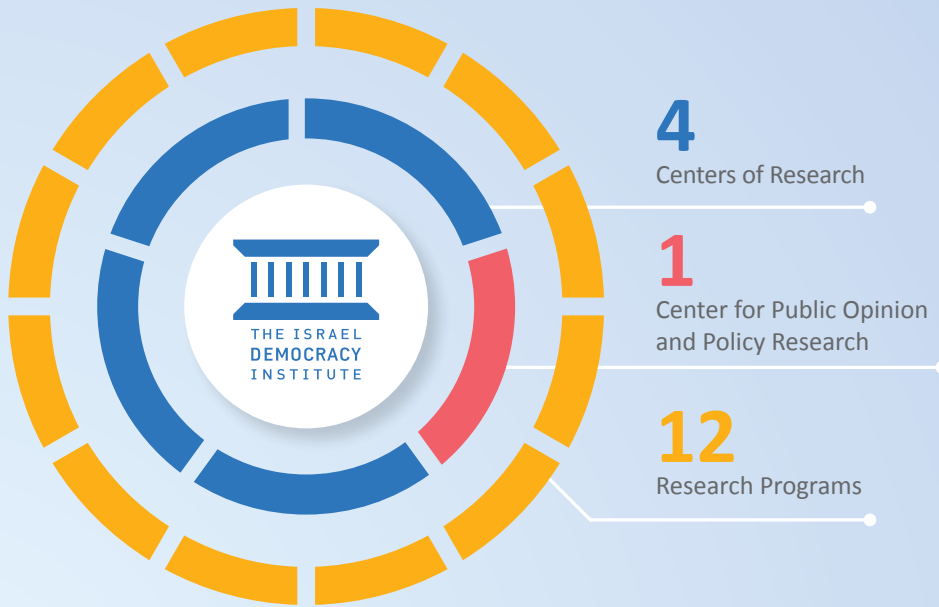 THE ISRAEL
DEMOCRACY
INSTITUTE
4
Centers of Research
1
Center for Public Opinion
and Policy Research
12
Research Programs